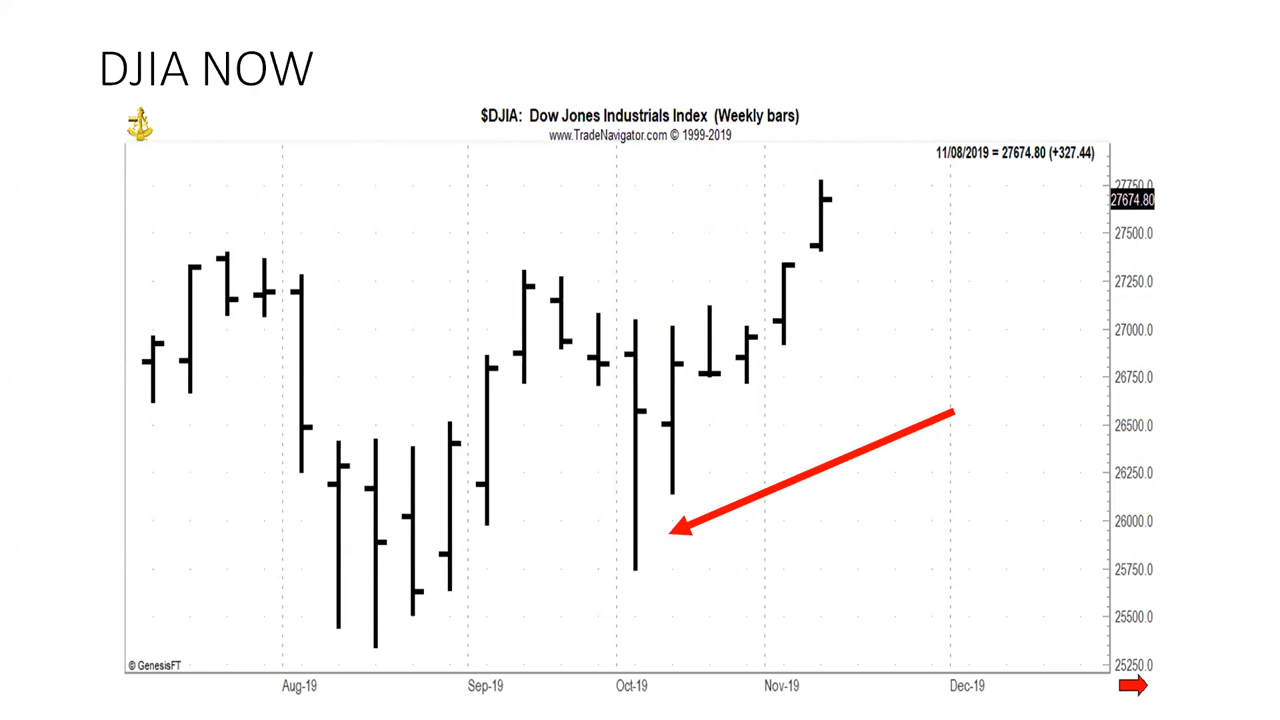 DJIA NOW
$DJIA: Dow Jones Industrials Index (Weekly bars)
www.TradeNavigator.com © 1999-2019
11/08/2019 = 27674.80 (+327.44)
27750.0
27674.80
27500.0
27250.0
27000.0
26750.0
26500.0
26250.0
26000.0
25750.0
25500.0
25250.0
© GenesisFT
Aug-19 Sep-19 Oct-19 Nov-19 Dec-19